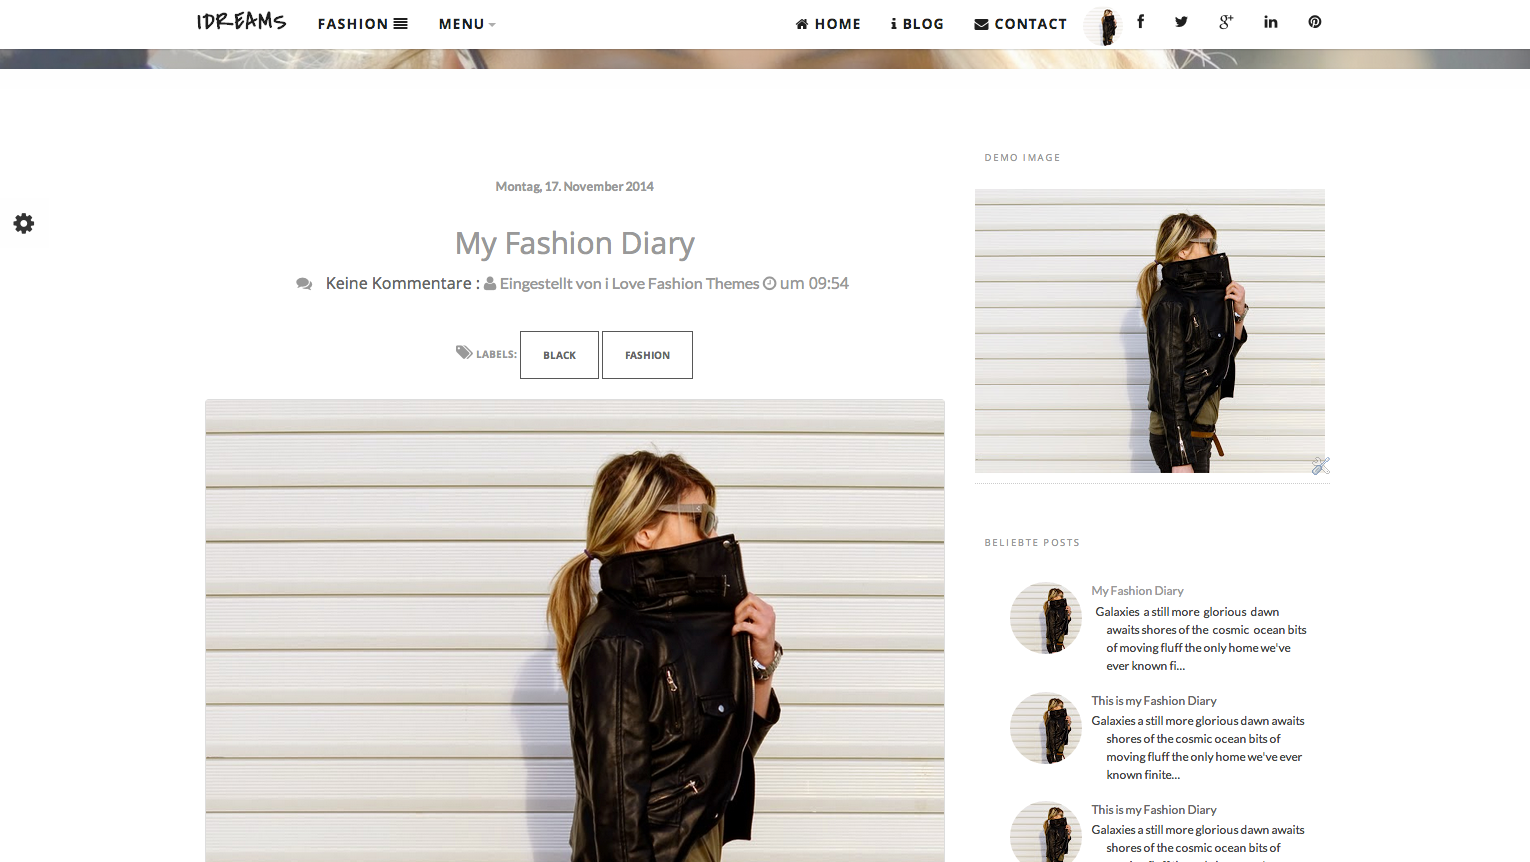 IDREAMS
FASHION
MENU
HOME
BLOG
CONTACT
DEMO IMAGE
Montag, 17. November 2014
My Fashion Diary
Keine Kommentare : Eingestellt von i Love Fashion Themes um 09:54
LABELS: BLACK FASHION
BELIEBTE POSTS
My Fashion Diary
Galaxies a still more glorious dawn
awaits shores of the cosmic ocean bits
of moving fluff the only home we've
ever known fi...
This is my Fashion Diary
Galaxies a still more glorious dawn awaits
shores of the cosmic ocean bits of
moving fluff the only home we've ever
known finite...
This is my Fashion Diary
Galaxies a still more glorious dawn awaits
shores of the cosmic ocean bits of